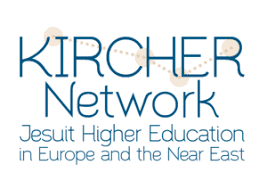 KIRCHER
Network
Jesuit Higher Education
in Europe and the Near East